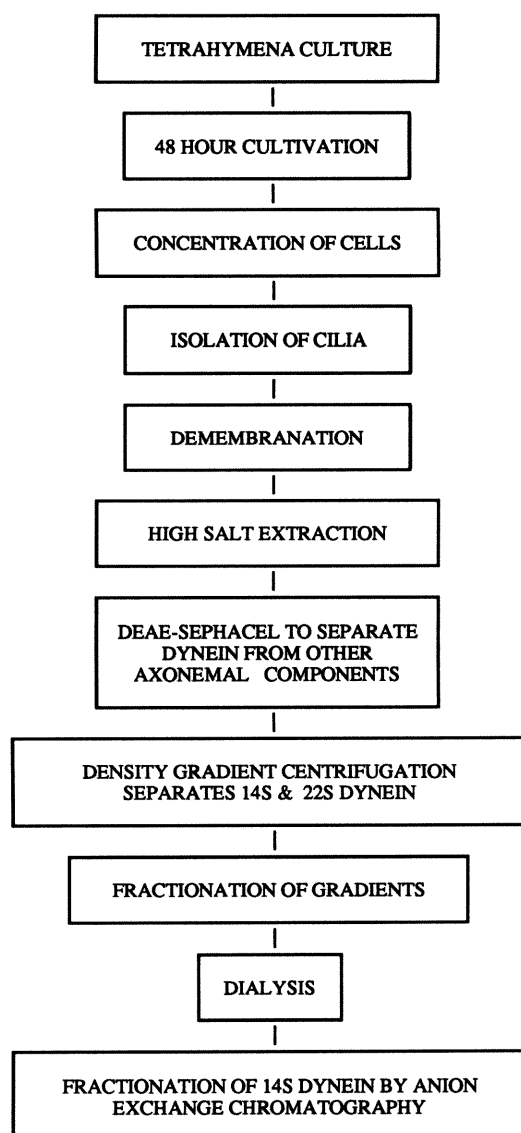 TETRAHYMENA CULTURE
48 HOUR CULTIVATION
CONCENTRATION OF CELLS
ISOLATION OF CILIA
DEMEMBRANATION
HIGH SALT EXTRACTION
DEAE-SEPHACEL TO SEPARATE
DYNEIN FROM OTHER
AXONEMAL COMPONENTS
DENSITY GRADIENT CENTRIFUGATION
SEPARATES 14S & 22S DYNEIN
FRACTIONATION OF GRADIENTS
DIALYSIS
FRACTIONATION OF 14S DYNEIN BY ANION
EXCHANGE CHROMATOGRAPHY